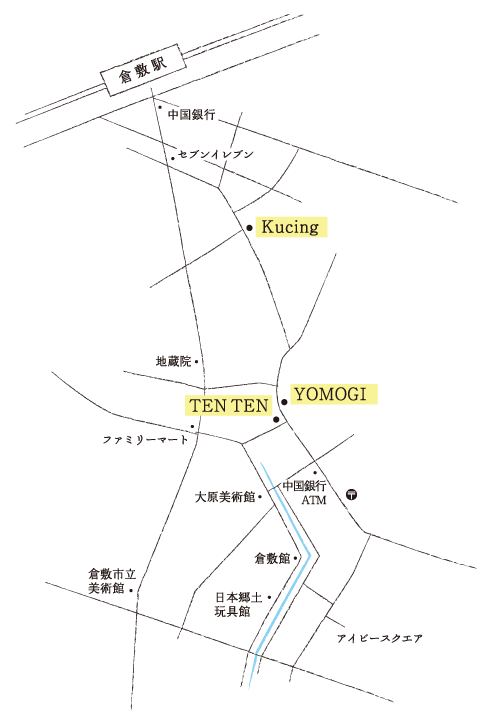 倉敷駅
中国銀行
セブンイレブン
Kucing
地蔵院
YOMOGI
TEN TEN
ファミリーマート
中国銀行
ATM
〒
大原美術館
倉敷館
倉敷市立
美術館
日本郷土
玩具館
アイビースクエア